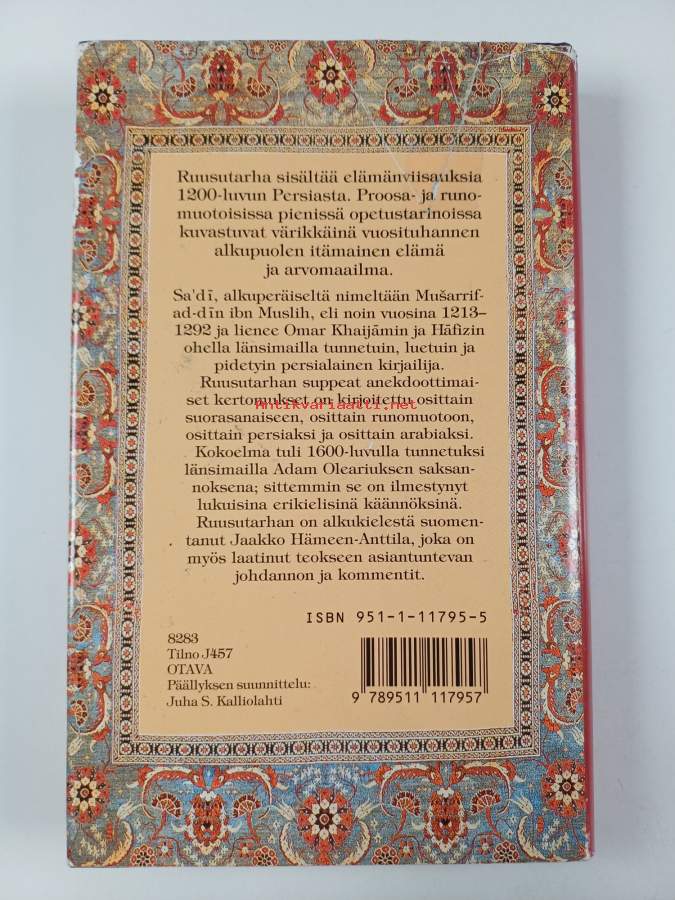 Ruusutarha sisältää elämänviisauksia
1200-luvun Persiasta. Proosa- ja runo-
muotoisissa pienissä opetustarinoissa
kuvastuvat värikkäinä vuosituhannen
alkupuolen itämainen elämä
ja arvomaailma.
Sa'dī, alkuperäiseltä nimeltään Mušarrif-
ad-dīn ibn Muslih, eli noin vuosina 1213–
1292 ja lienee Omar Khaijāmin ja Hāfizin
ohella länsimailla tunnetuin, luetuin ja
pidetyin persialainen kirjailija.
Ruusutarhan suppeat anekdoottimai-
set kertomukset on kirjoitettu osittain
Antikvariaatti.net
suorasanaiseen, osittain runomuotoon,
osittain persiaksi ja osittain arabiaksi.
Kokoelma tuli 1600-luvulla tunnetuksi
länsimailla Adam Oleariuksen saksan-
noksena; sittemmin se on ilmestynyt
lukuisina erikielisinä käännöksinä.
Ruusutarhan on alkukielestä suomen-
tanut Jaakko Hämeen-Anttila, joka on
myös laatinut teokseen asiantuntevan
johdannon ja kommentit.
ISBN 951-1-11795-5
8283
Tilno J457
OTAVA
Päällyksen suunnittelu:
Juha S. Kalliolahti
9 789511 117957